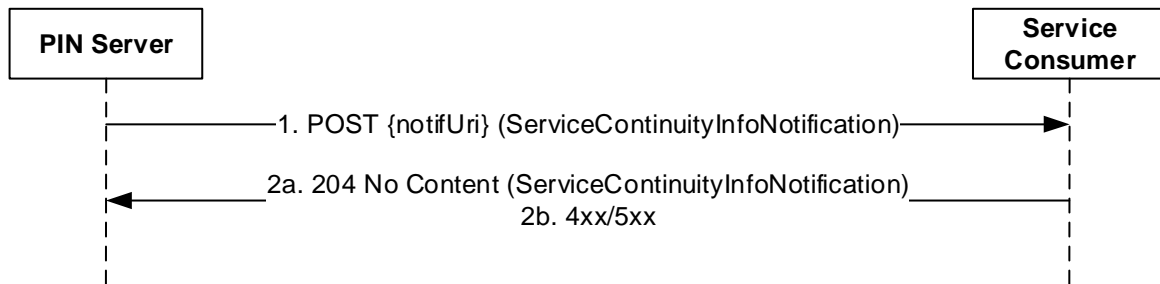 PIN Server
Service
Consumer
1. POST {notifUri} (ServiceContinuityInfoNotification)
2a. 204 No Content (ServiceContinuityInfoNotification)
2b. 4xx/5xx